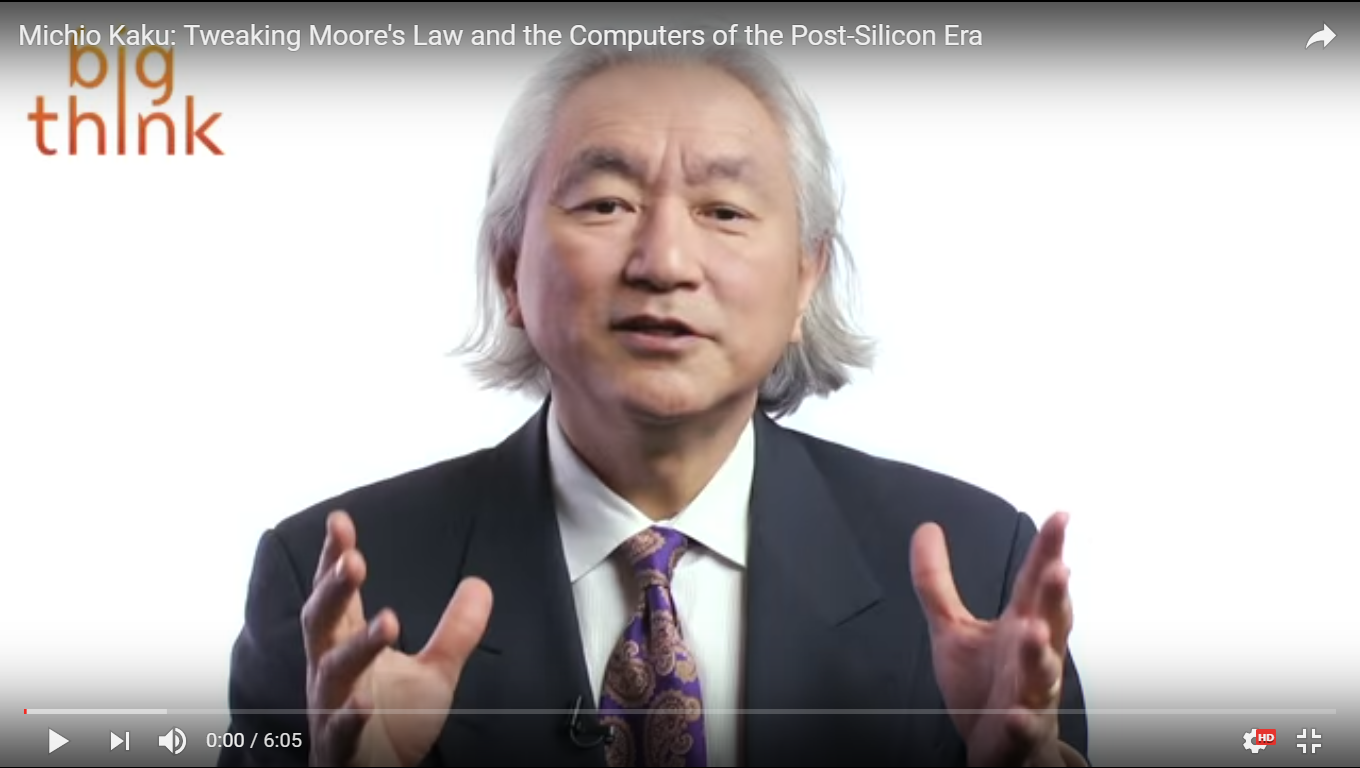 Michio Kaku: Tweaking Moore's Law and the Computers of the Post-Silicon Era
big
think
0:00 / 6:05
HD